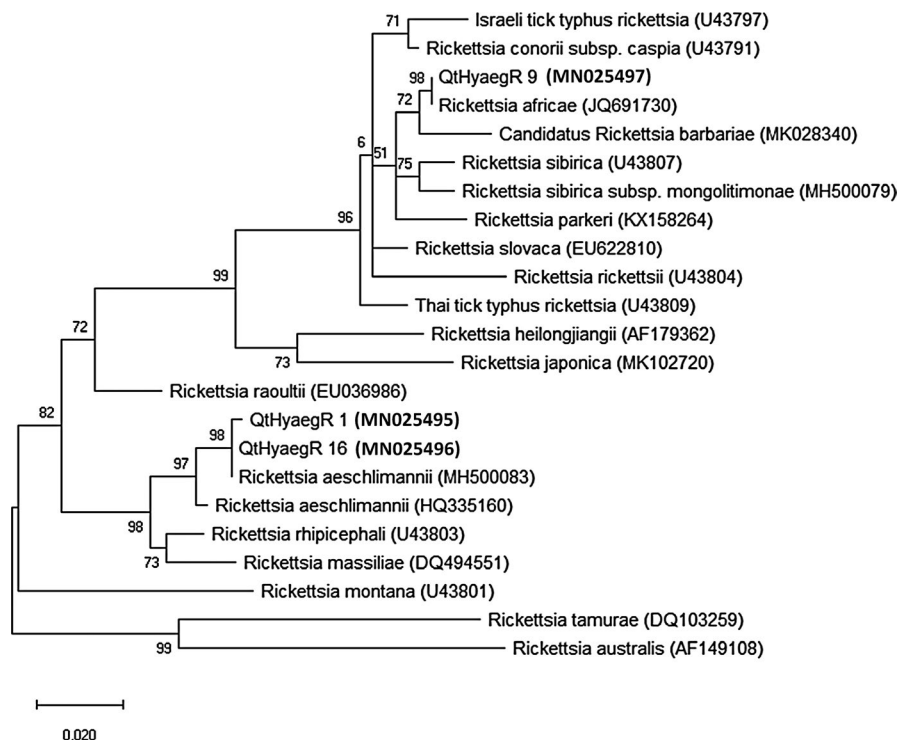 71
Israeli tick typhus rickettsia (U43797)
Rickettsia conorii subsp. caspia (U43791)
98
QtHyaegR 9 (MN025497)
72
Rickettsia africae (JQ691730)
Candidatus Rickettsia barbariae (MK028340)
6
51
75
Rickettsia sibirica (U43807)
Rickettsia sibirica subsp. mongolitimonae (MH500079)
96
Rickettsia parkeri (KX158264)
Rickettsia slovaca (EU622810)
99
Rickettsia rickettsii (U43804)
Thai tick typhus rickettsia (U43809)
72
Rickettsia heilongjiangii (AF179362)
73
Rickettsia japonica (MK102720)
Rickettsia raoultii (EU036986)
82
QtHyaegR 1 (MN025495)
98
QtHyaegR 16 (MN025496)
97
Rickettsia aeschlimannii (MH500083)
Rickettsia aeschlimannii (HQ335160)
98
Rickettsia rhipicephali (U43803)
73
Rickettsia massiliae (DQ494551)
Rickettsia montana (U43801)
Rickettsia tamurae (DQ103259)
99
Rickettsia australis (AF149108)
0.020